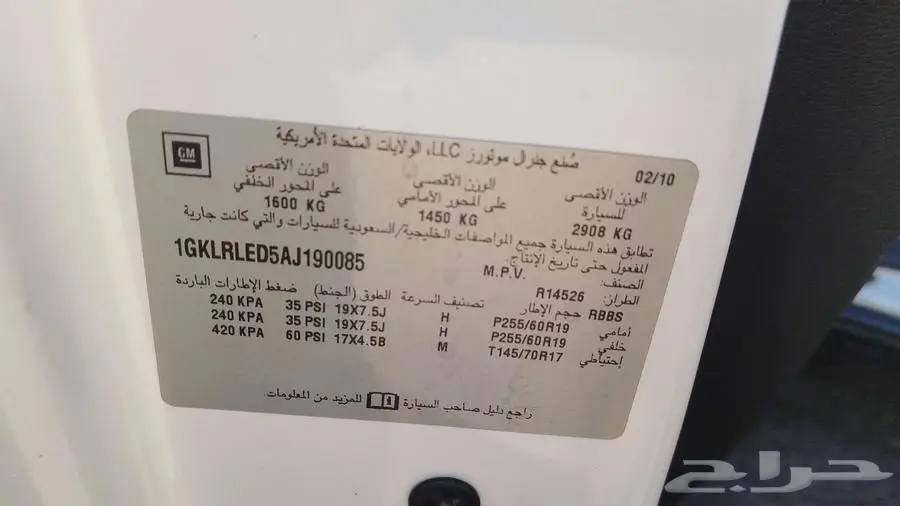 GM
02/10 صُنع جنرال موتورز LLC، الولايات المتحدة الأمريكية
الوزن الأقصى للسيارة
2908 KG
الوزن الأقصى على المحور الأمامي
1450 KG
الوزن الأقصى على المحور الخلفي
1600 KG
تطابق هذه السيارة جميع المواصفات الخليجية/السعودية للسيارات والتي كانت جارية
المفعول حتى تاريخ الإنتاج.
1GKLRLED5AJ190085
الصنف: M.P.V.
الطراز: R14526
RBBS حجم الإطار تصنيف السرعة الطوق (الجنط) ضغط الإطارات الباردة
أمامي P255/60R19 H 19X7.5J 35 PSI 240 KPA
خلفي P255/60R19 H 19X7.5J 35 PSI 240 KPA
إحتياطي T145/70R17 M 17X4.5B 60 PSI 420 KPA
راجع دليل صاحب السيارة للمزيد من المعلومات.
حراج